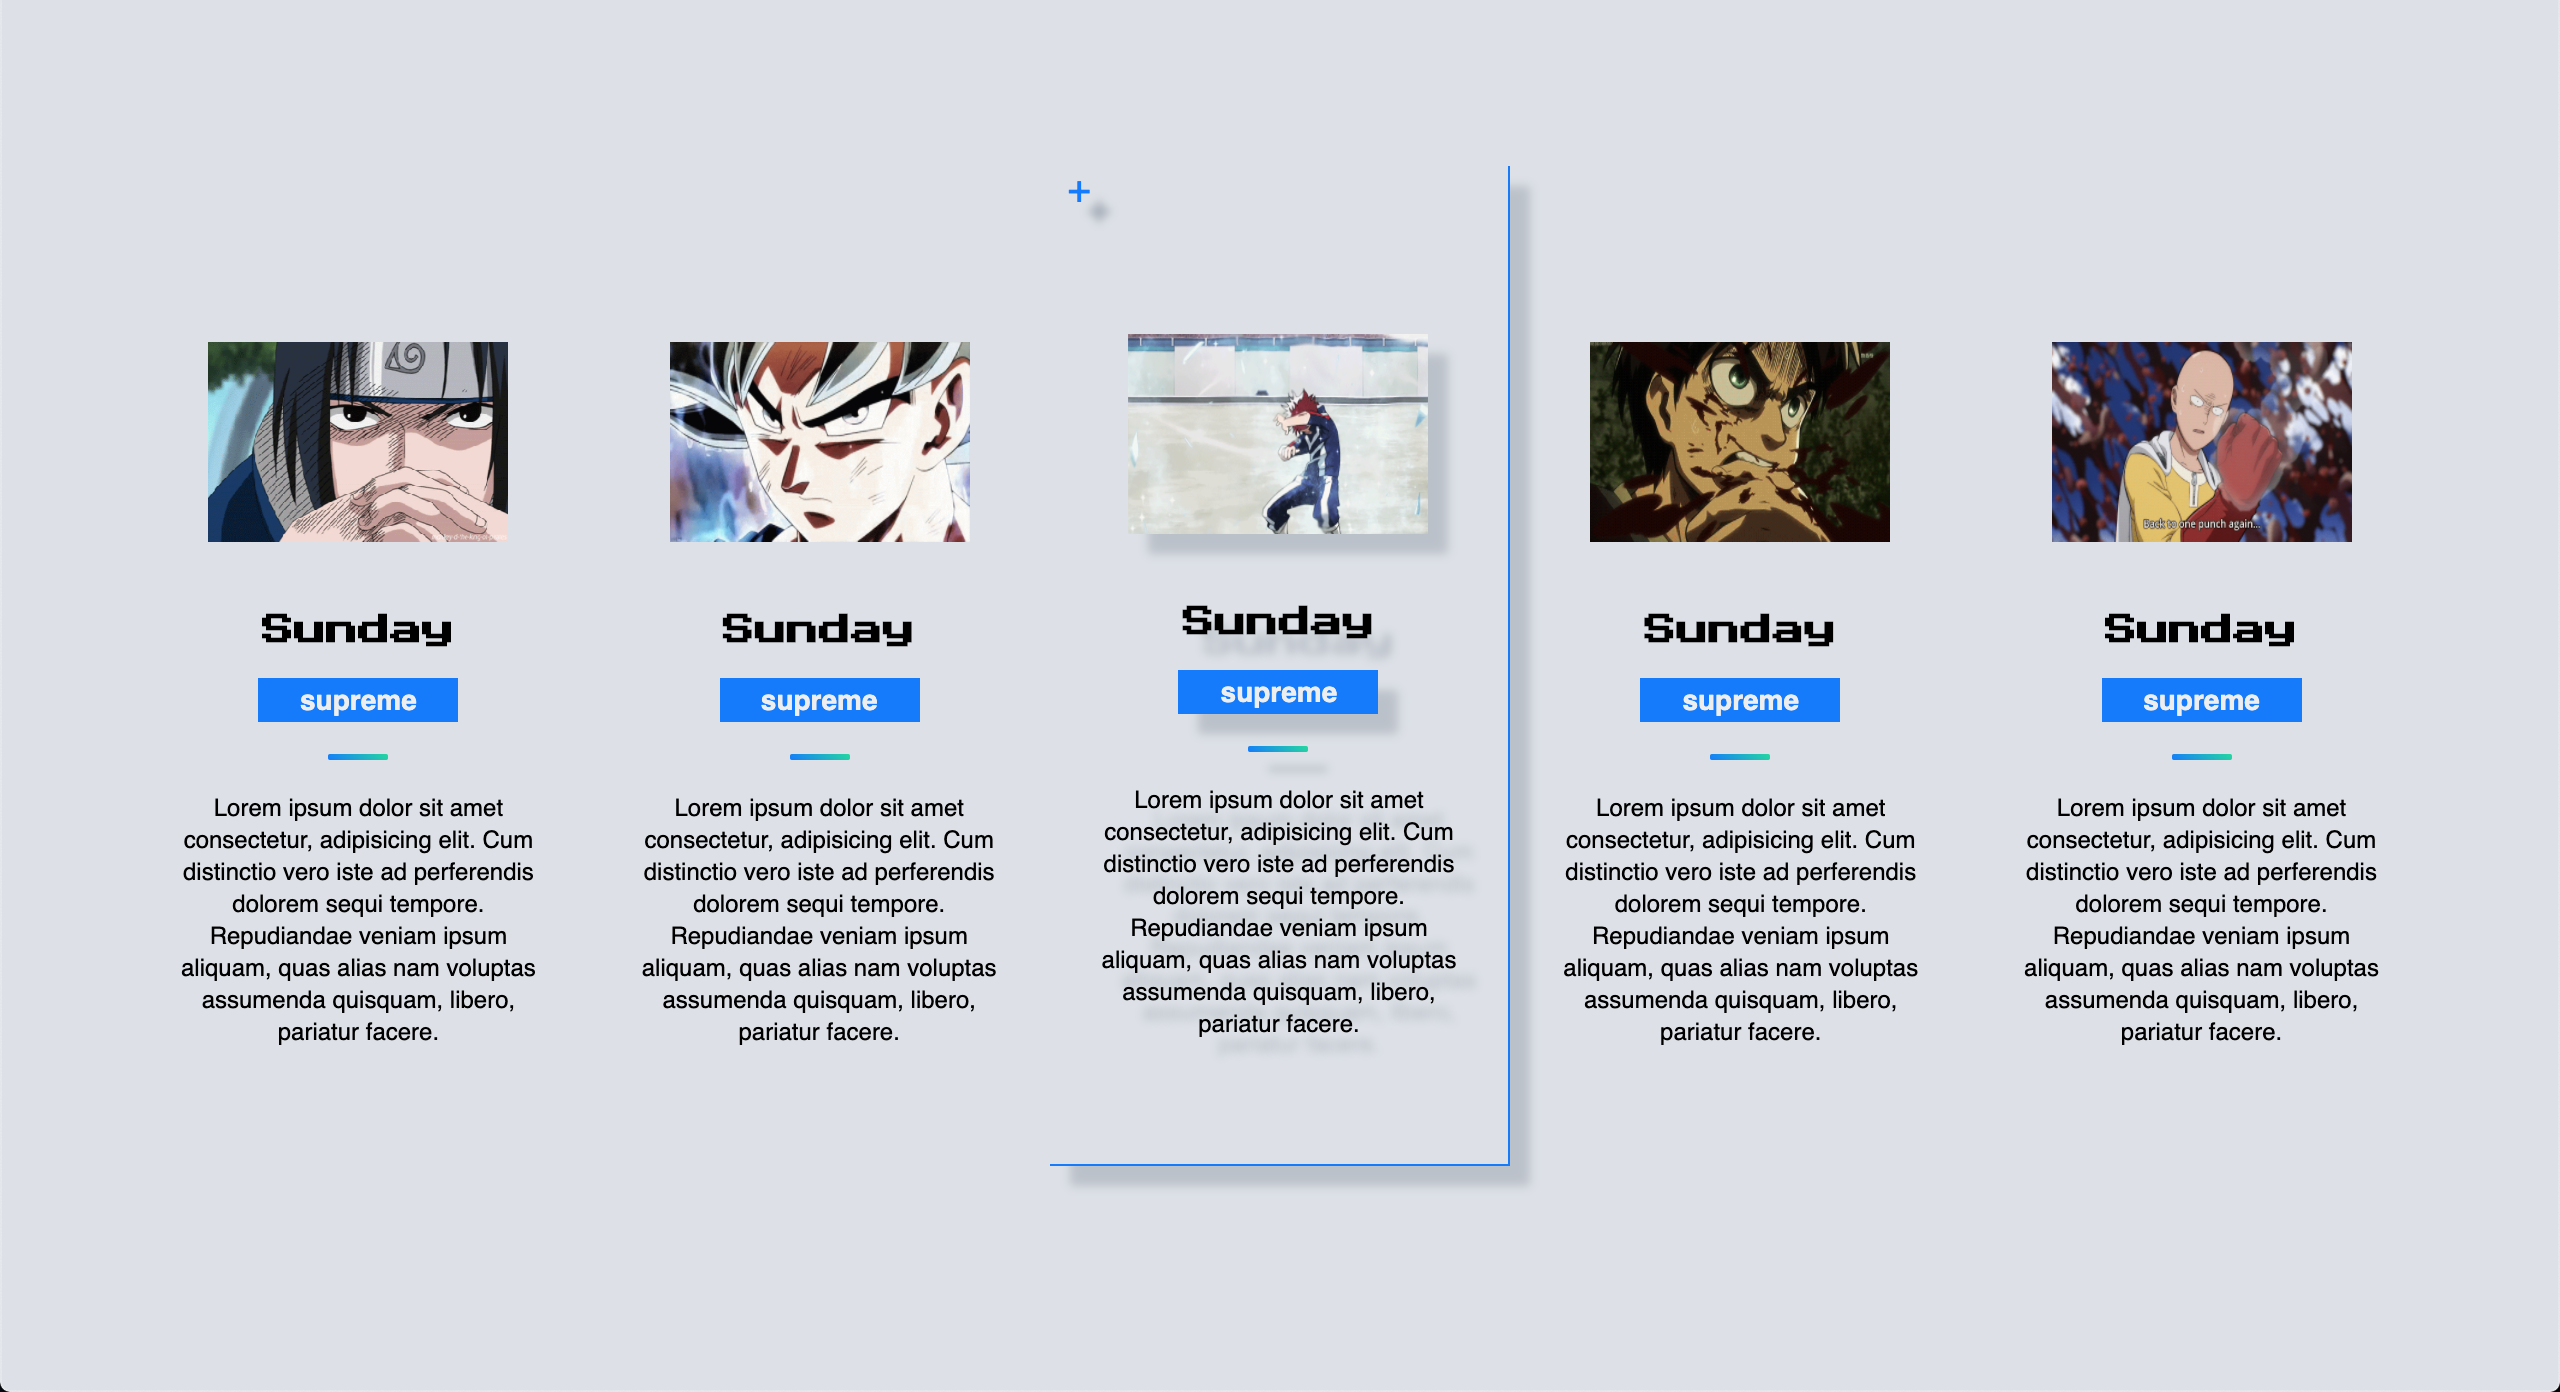 +
Sunday
supreme
Lorem ipsum dolor sit amet
consectetur, adipisicing elit. Cum
distinctio vero iste ad perferendis
dolorem sequi tempore.
Repudiandae veniam ipsum
aliquam, quas alias nam voluptas
assumenda quisquam, libero,
pariatur facere.
Sunday
supreme
Lorem ipsum dolor sit amet
consectetur, adipisicing elit. Cum
distinctio vero iste ad perferendis
dolorem sequi tempore.
Repudiandae veniam ipsum
aliquam, quas alias nam voluptas
assumenda quisquam, libero,
pariatur facere.
Sunday
supreme
Lorem ipsum dolor sit amet
consectetur, adipisicing elit. Cum
distinctio vero iste ad perferendis
dolorem sequi tempore.
Repudiandae veniam ipsum
aliquam, quas alias nam voluptas
assumenda quisquam, libero,
pariatur facere.
Sunday
supreme
Lorem ipsum dolor sit amet
consectetur, adipisicing elit. Cum
distinctio vero iste ad perferendis
dolorem sequi tempore.
Repudiandae veniam ipsum
aliquam, quas alias nam voluptas
assumenda quisquam, libero,
pariatur facere.
Back to one punch again...
Sunday
supreme
Lorem ipsum dolor sit amet
consectetur, adipisicing elit. Cum
distinctio vero iste ad perferendis
dolorem sequi tempore.
Repudiandae veniam ipsum
aliquam, quas alias nam voluptas
assumenda quisquam, libero,
pariatur facere.